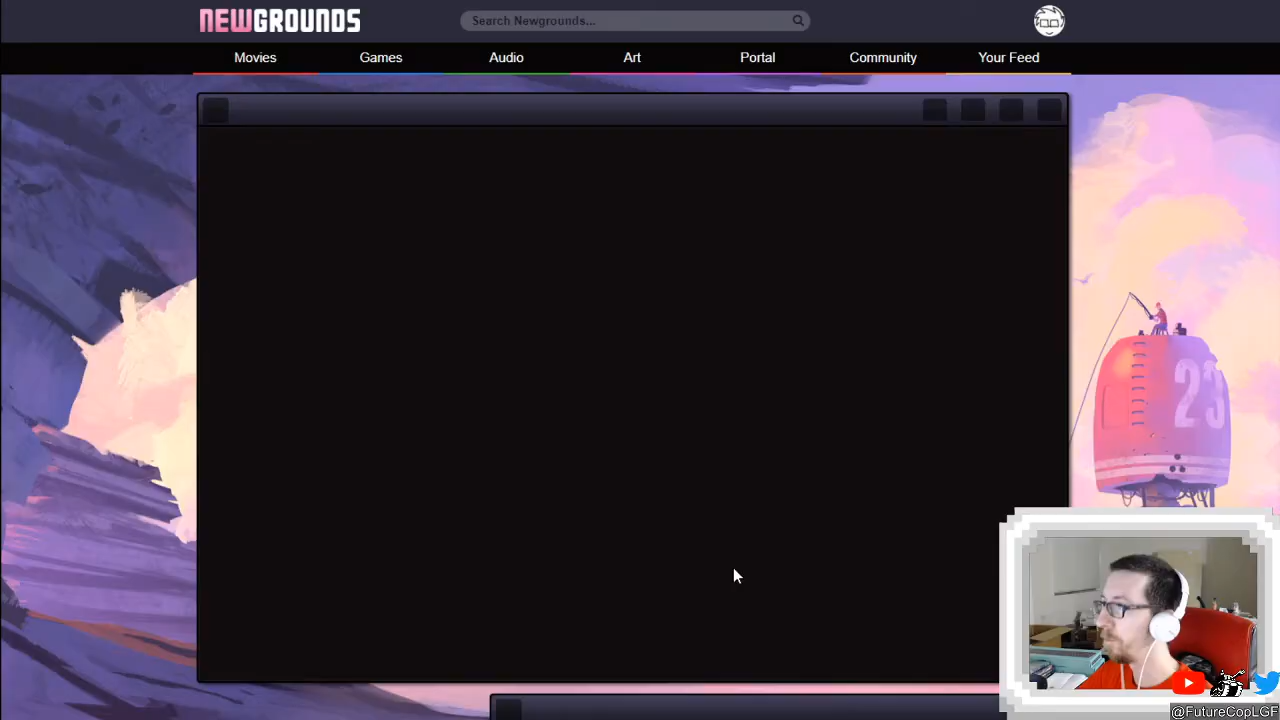 NEWGROUNDS
Search Newgrounds...
Movies
Games
Audio
Art
Portal
Community
Your Feed
23
@FutureCopLGF